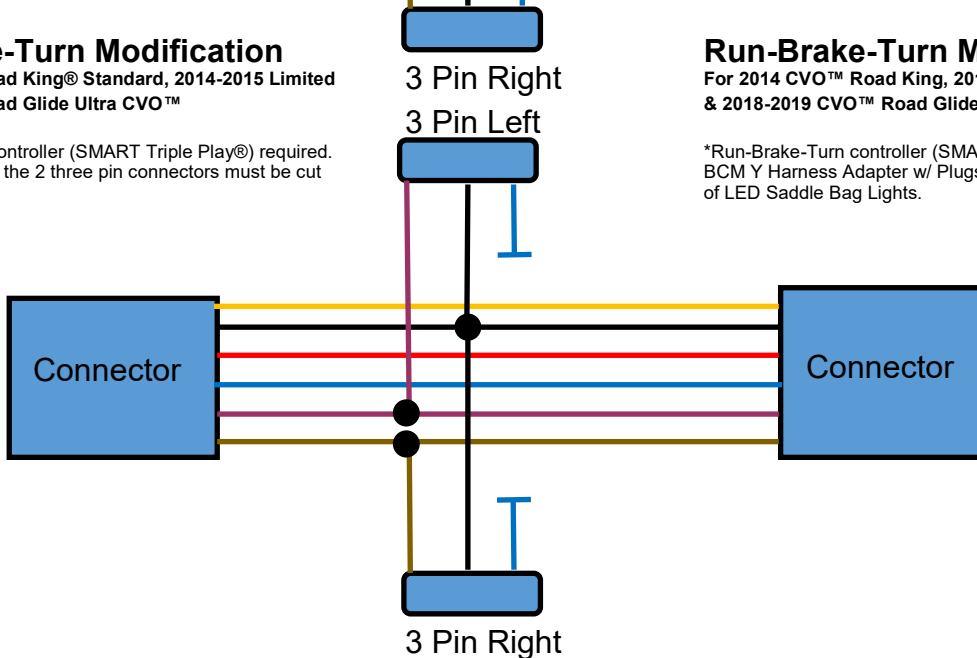 3 Pin Right
e-Turn Modification
ad King® Standard, 2014-2015 Limited
ad Glide Ultra CVO™
ontroller (SMART Triple Play®) required.
the 2 three pin connectors must be cut
Run-Brake-Turn M
For 2014 CVO™ Road King, 201
& 2018-2019 CVO™ Road Glide
*Run-Brake-Turn controller (SMA
BCM Y Harness Adapter w/ Plugs
of LED Saddle Bag Lights.
3 Pin Left
Connector
Connector
3 Pin Right